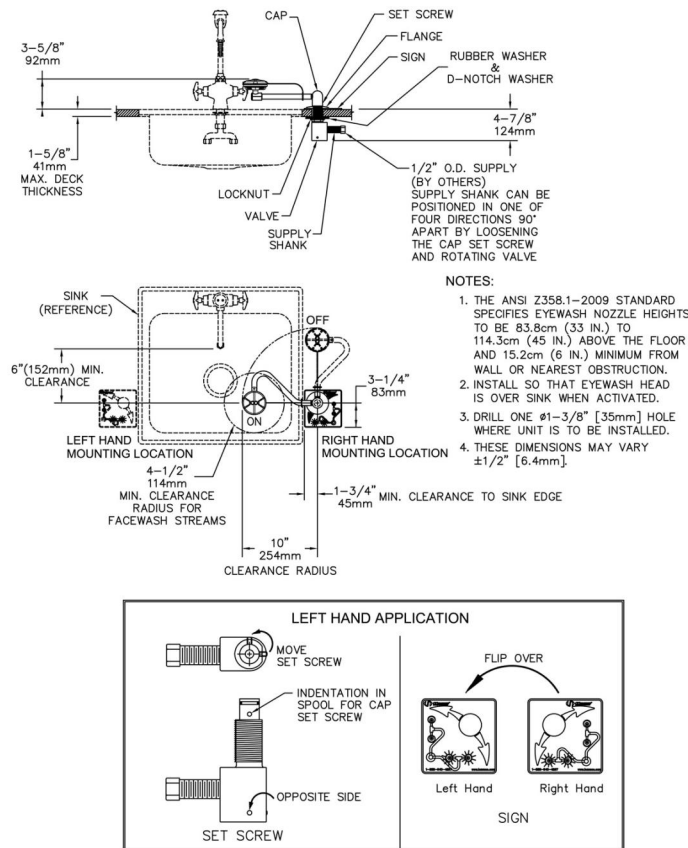 CAP
SET SCREW
FLANGE
SIGN
RUBBER WASHER
&
D-NOTCH WASHER
3-5/8"
92mm
4-7/8"
124mm
1-5/8"
41mm
MAX. DECK
THICKNESS
LOCKNUT
VALVE
SUPPLY
SHANK
1/2" O.D. SUPPLY
(BY OTHERS)
SUPPLY SHANK CAN BE
POSITIONED IN ONE OF
FOUR DIRECTIONS 90°
APART BY LOOSENING
THE CAP SET SCREW
AND ROTATING VALVE
SINK
(REFERENCE)
OFF
6"(152mm) MIN.
CLEARANCE
3-1/4"
83mm
ON
LEFT HAND
MOUNTING LOCATION
RIGHT HAND
MOUNTING LOCATION
4-1/2"
114mm
MIN. CLEARANCE
RADIUS FOR
FACEWASH STREAMS
1-3/4"
45mm
MIN. CLEARANCE TO SINK EDGE
10"
254mm
CLEARANCE RADIUS
NOTES:
1. THE ANSI Z358.1-2009 STANDARD
SPECIFIES EYEWASH NOZZLE HEIGHTS
TO BE 83.8cm (33 IN.) TO
114.3cm (45 IN.) ABOVE THE FLOOR
AND 15.2cm (6 IN.) MINIMUM FROM
WALL OR NEAREST OBSTRUCTION.
2. INSTALL SO THAT EYEWASH HEAD
IS OVER SINK WHEN ACTIVATED.
3. DRILL ONE ø1-3/8" [35mm] HOLE
WHERE UNIT IS TO BE INSTALLED.
4. THESE DIMENSIONS MAY VARY
±1/2" [6.4mm].
LEFT HAND APPLICATION
MOVE
SET SCREW
INDENTATION IN
SPOOL FOR CAP
SET SCREW
OPPOSITE SIDE
SET SCREW
FLIP OVER
Left Hand
Right Hand
SIGN